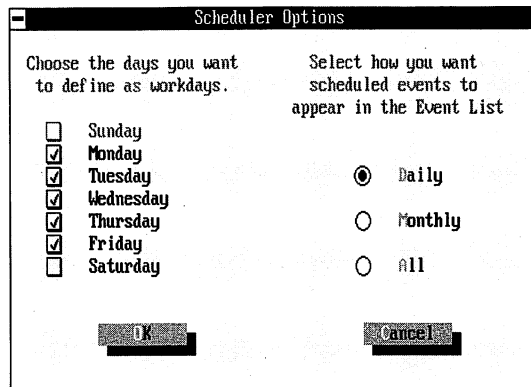 Scheduler Options
Choose the days you want
to define as workdays.
Sunday
Monday
Tuesday
Wednesday
Thursday
Friday
Saturday
Select how you want
scheduled events to
appear in the Event List
Daily
Monthly
All
OK
Cancel